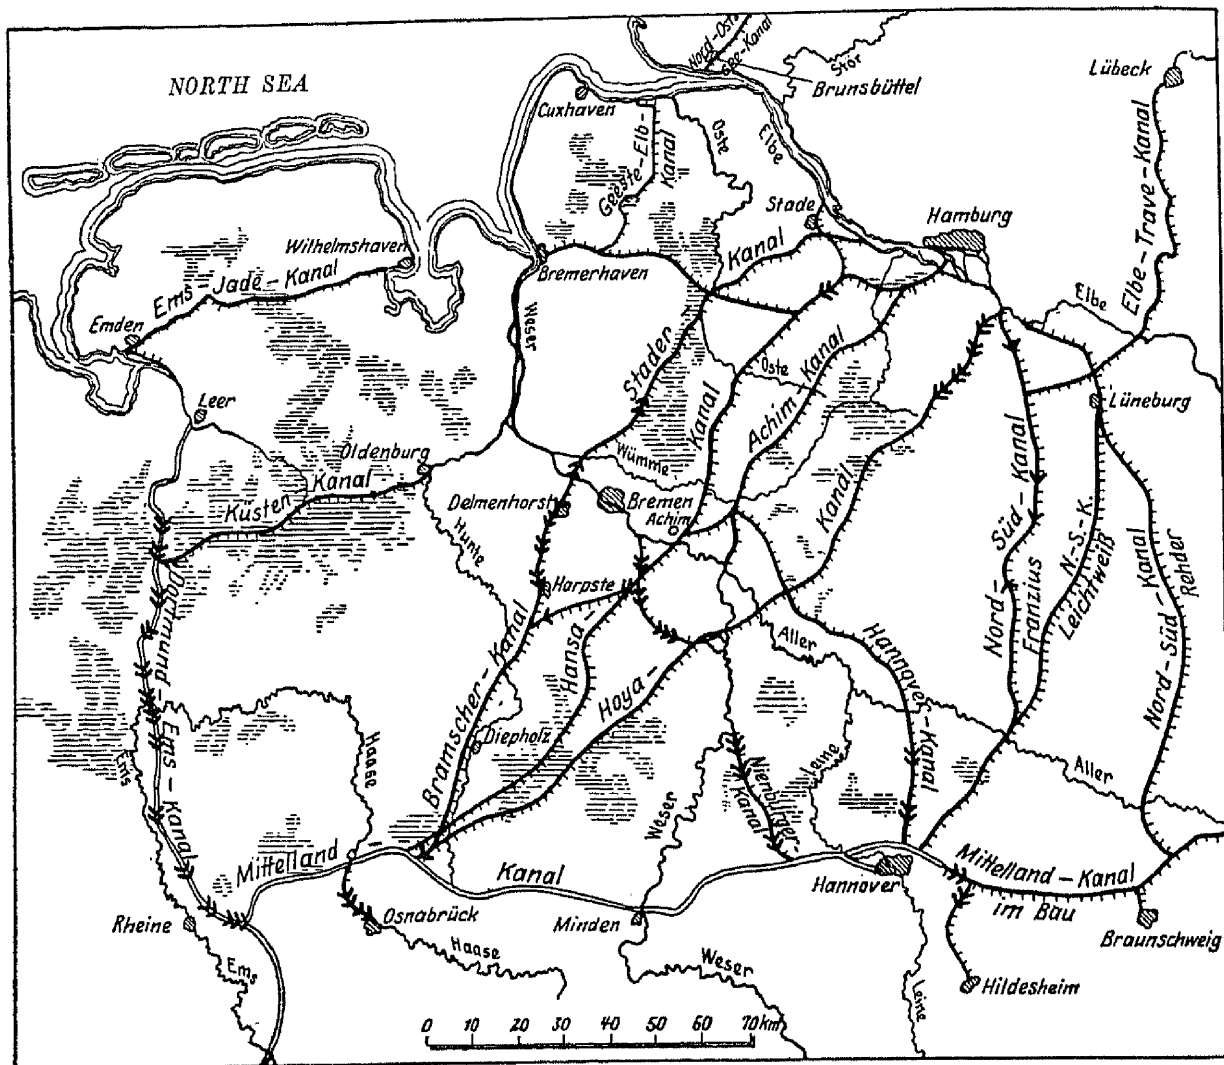 NORTH SEA
Nord-Ost-
See-Kanal
Stör
Lübeck
Brunsbüttel
Cuxhaven
Oste
Elbe
Geeste-Elb-
Kanal
Elbe-Trave-Kanal
Stade
Hamburg
Wilhelmshaven
Bremerhaven
Kanal
Ems-Jade-Kanal
Emden
Weser
Elbe
Stader
Oste
Kanal
Achim-Kanal
Leer
Lüneburg
Oldenburg
Wümme
Küsten
Kanal
Delmenhorst
Bremen
Achim
Kanal
Süd-Kanal
Nord-
Franzius
N.-S.-K.
Leichtweiß
Nord-Süd-Kanal
Rehder
Hunte
Harpste
Dortmund-Ems-Kanal
Bramscher-Kanal
Hansa-
Hoya-
Aller
Hannover-Kanal
Diepholz
Haase
Ems
Leine
Nienburger
Kanal
Weser
Aller
Mittelland-
Kanal
Hannover
Mittelland-Kanal
im Bau
Rheine
Osnabrück
Minden
Braunschweig
Ems
Haase
Weser
Leine
Hildesheim
0 10 20 30 40 50 60 70 km